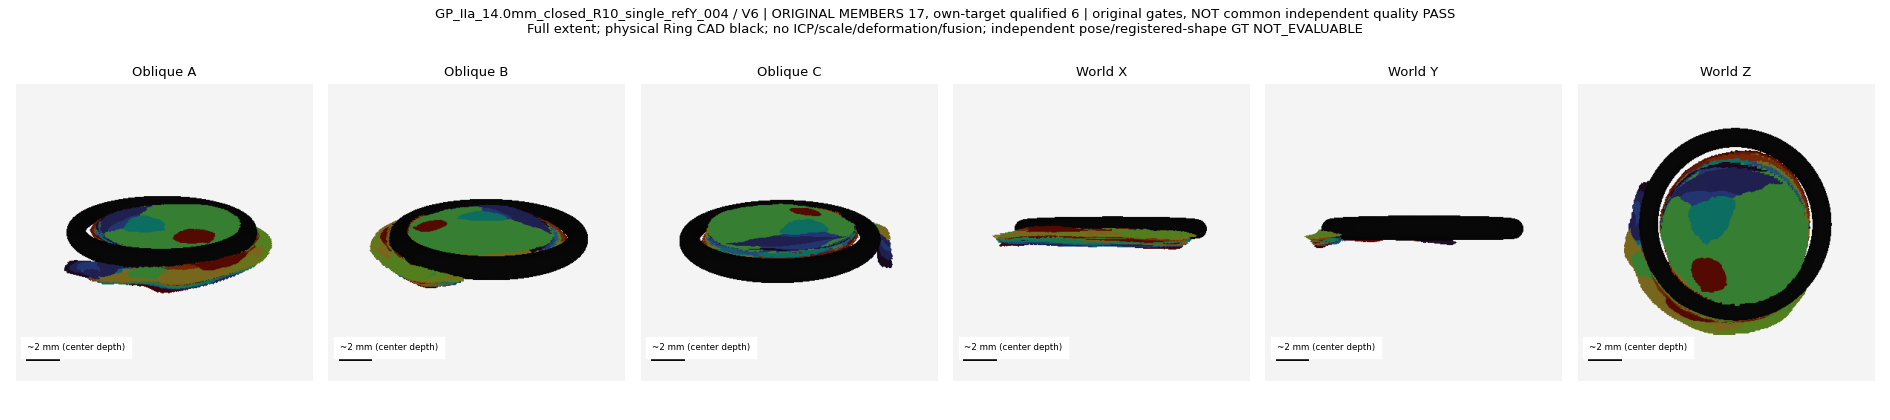 GP_IIa_14.0mm_closed_R10_single_refY_004 / V6 | ORIGINAL MEMBERS 17, own-target qualified 6 | original gates, NOT common independent quality PASS
Full extent; physical Ring CAD black; no ICP/scale/deformation/fusion; independent pose/registered-shape GT NOT_EVALUABLE
Oblique A
Oblique B
Oblique C
World X
World Y
World Z
~2 mm (center depth)
~2 mm (center depth)
~2 mm (center depth)
~2 mm (center depth)
~2 mm (center depth)
~2 mm (center depth)